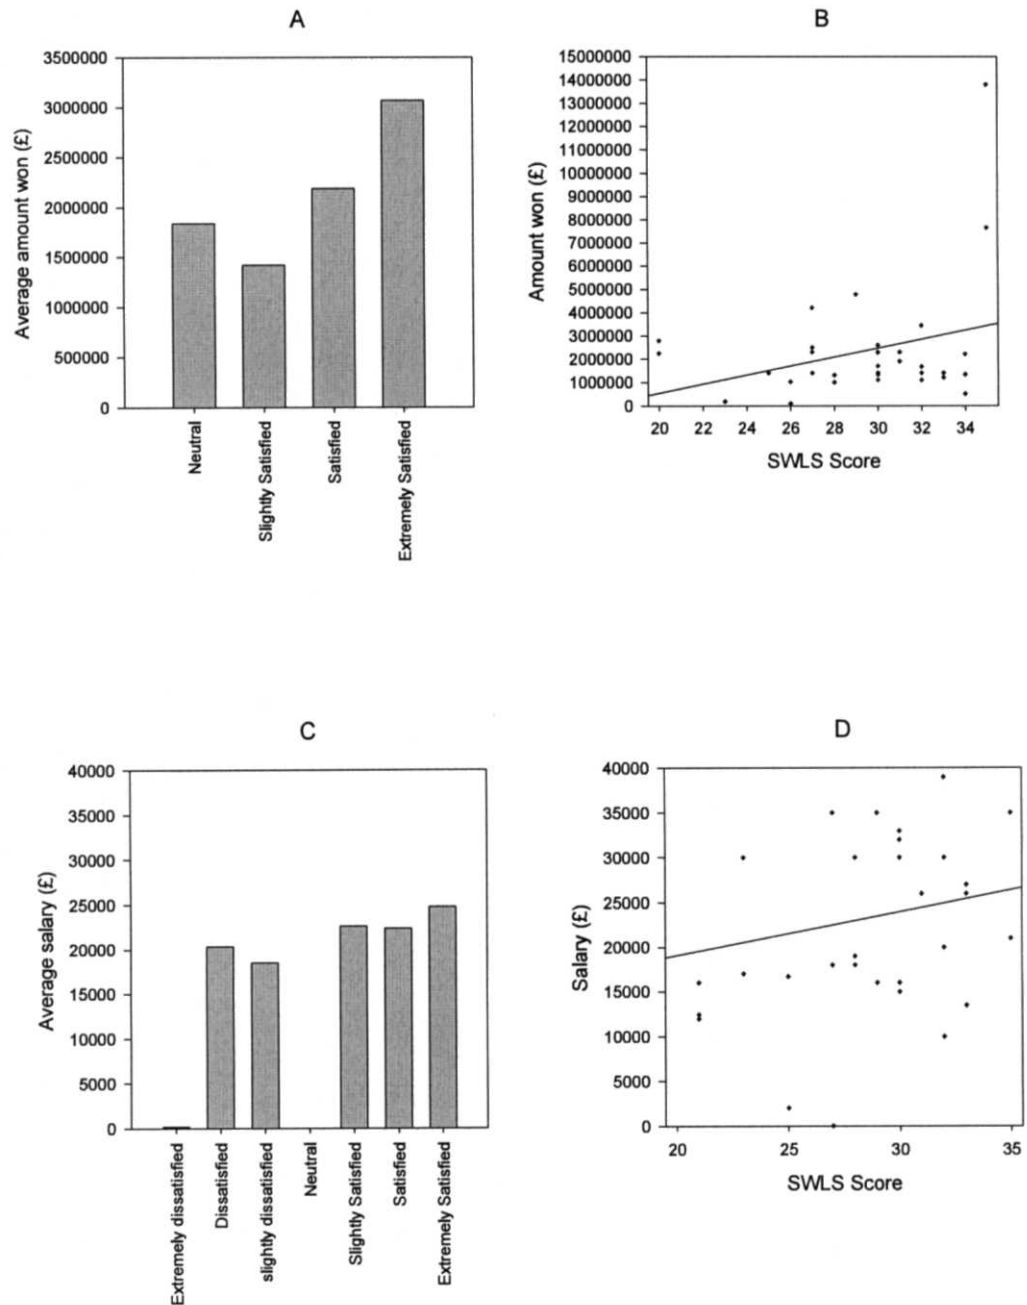 A
3500000
3000000
2500000
2000000
1500000
1000000
500000
0
Average amount won (£)
Neutral
Slightly Satisfied
Satisfied
Extremely Satisfied
B
15000000
14000000
13000000
12000000
11000000
10000000
9000000
8000000
7000000
6000000
5000000
4000000
3000000
2000000
1000000
0
Amount won (£)
20 22 24 26 28 30 32 34
SWLS Score
C
40000
35000
30000
25000
20000
15000
10000
5000
0
Average salary (£)
Extremely dissatisfied
Dissatisfied
slightly dissatisfied
Neutral
Slightly Satisfied
Satisfied
Extremely Satisfied
D
40000
35000
30000
25000
20000
15000
10000
5000
0
Salary (£)
20 25 30 35
SWLS Score